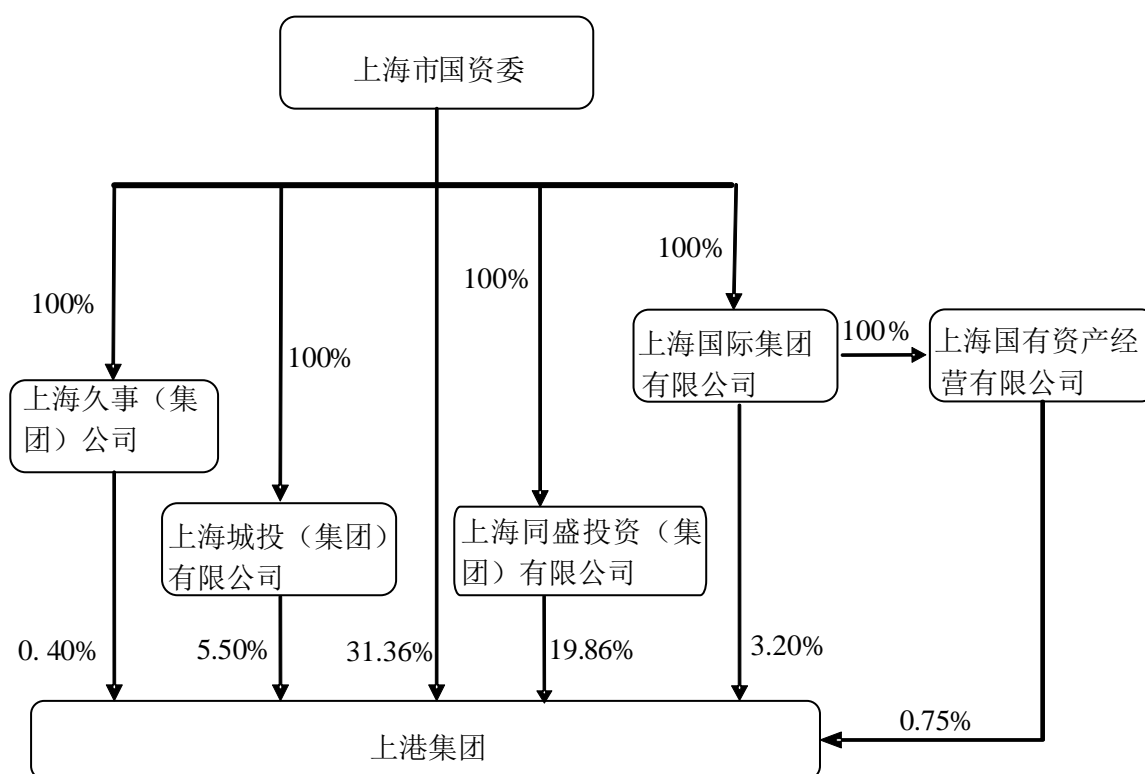 上海市国资委
100%
100%
100%
100%
上海国际集团
有限公司
100%
上海国有资产经
营有限公司
上海久事（集
团）公司
上海城投（集团）
有限公司
上海同盛投资（集
团）有限公司
0.40%
5.50%
31.36%
19.86%
3.20%
0.75%
上港集团